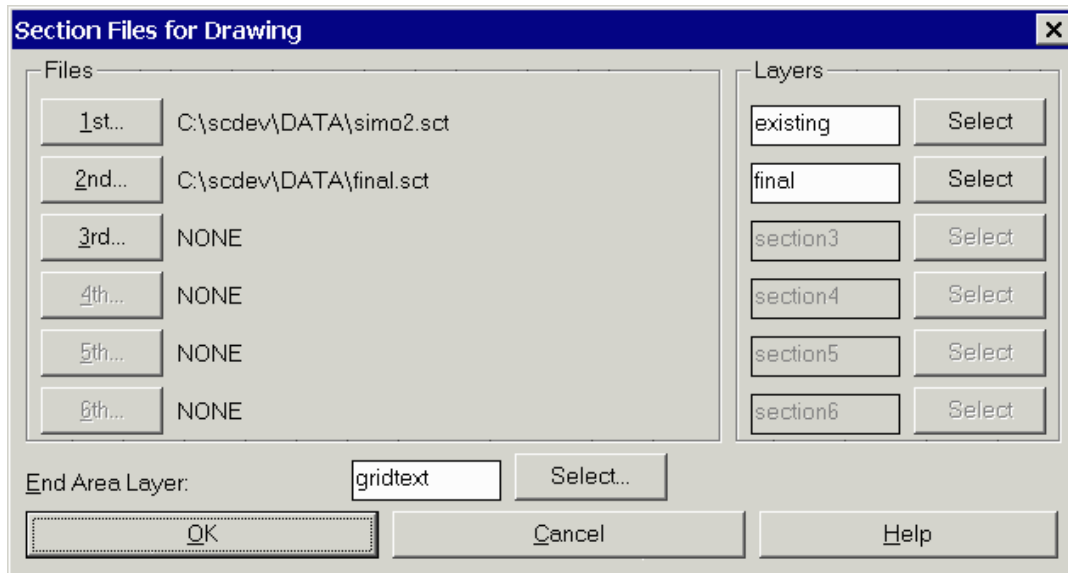 Section Files for Drawing
Files
Layers
1st... C:\scdev\DATA\simo2.sct existing Select
2nd... C:\scdev\DATA\final.sct final Select
3rd... NONE section3 Select
4th... NONE section4 Select
5th... NONE section5 Select
6th... NONE section6 Select
End Area Layer: gridtext Select...
OK Cancel Help